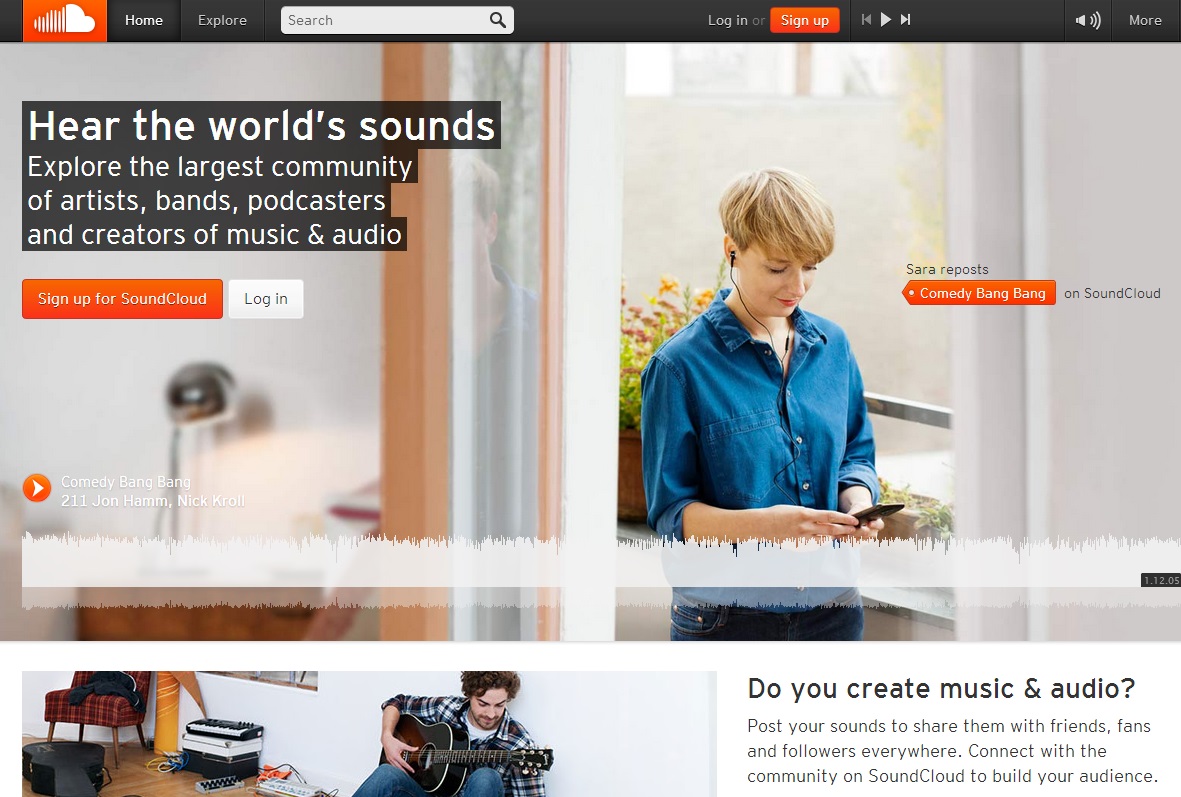 Home
Explore
Search
Log in or Sign up
More
Hear the world's sounds
Explore the largest community
of artists, bands, podcasters
and creators of music & audio
Sign up for SoundCloud
Log in
Sara reposts
Comedy Bang Bang on SoundCloud
Comedy Bang Bang
211 Jon Hamm, Nick Kroll
1.12.05
Do you create music & audio?
Post your sounds to share them with friends, fans
and followers everywhere. Connect with the
community on SoundCloud to build your audience.